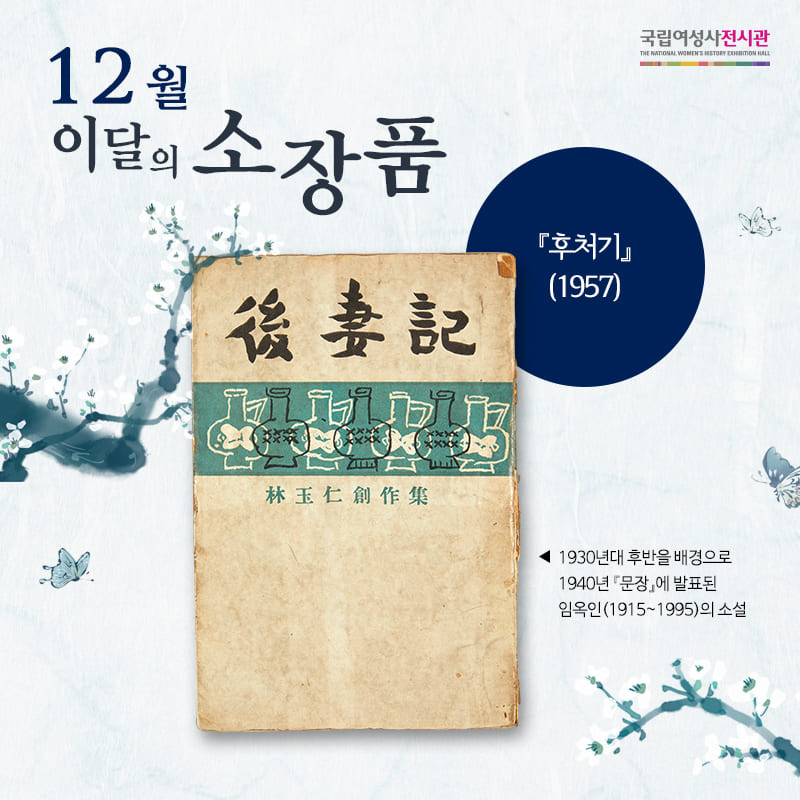 국립여성사전시관
THE NATIONAL WOMEN'S HISTORY EXHIBITION HALL
12월
이달의 소장품
『후처기』
(1957)
後妻記
林玉仁創作集
◀ 1930년대 후반을 배경으로
1940년 『문장』에 발표된
임옥인(1915~1995)의 소설